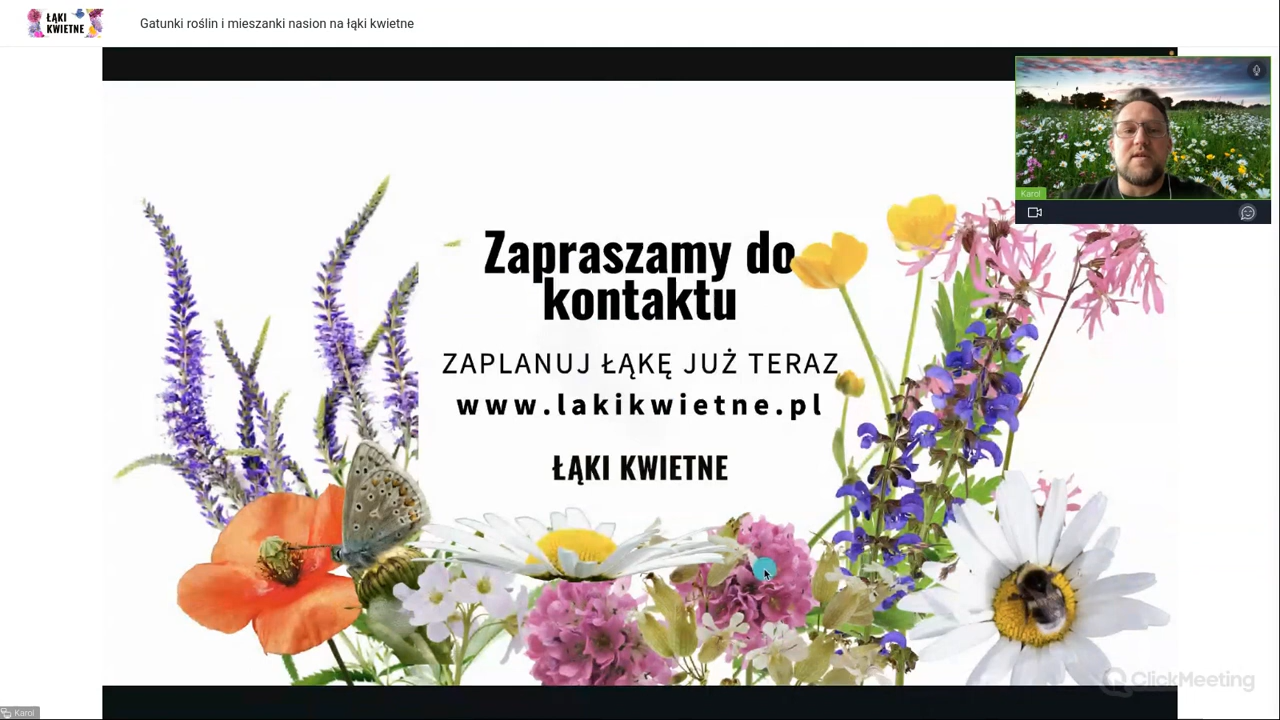 ŁĄKI
KWIETNE
Gatunki roślin i mieszanki nasion na łąki kwietne
Karol
Zapraszamy do
kontaktu
ZAPLANUJ ŁĄKĘ JUŻ TERAZ
www.lakikwietne.pl
ŁĄKI KWIETNE
ClickMeeting
Karol